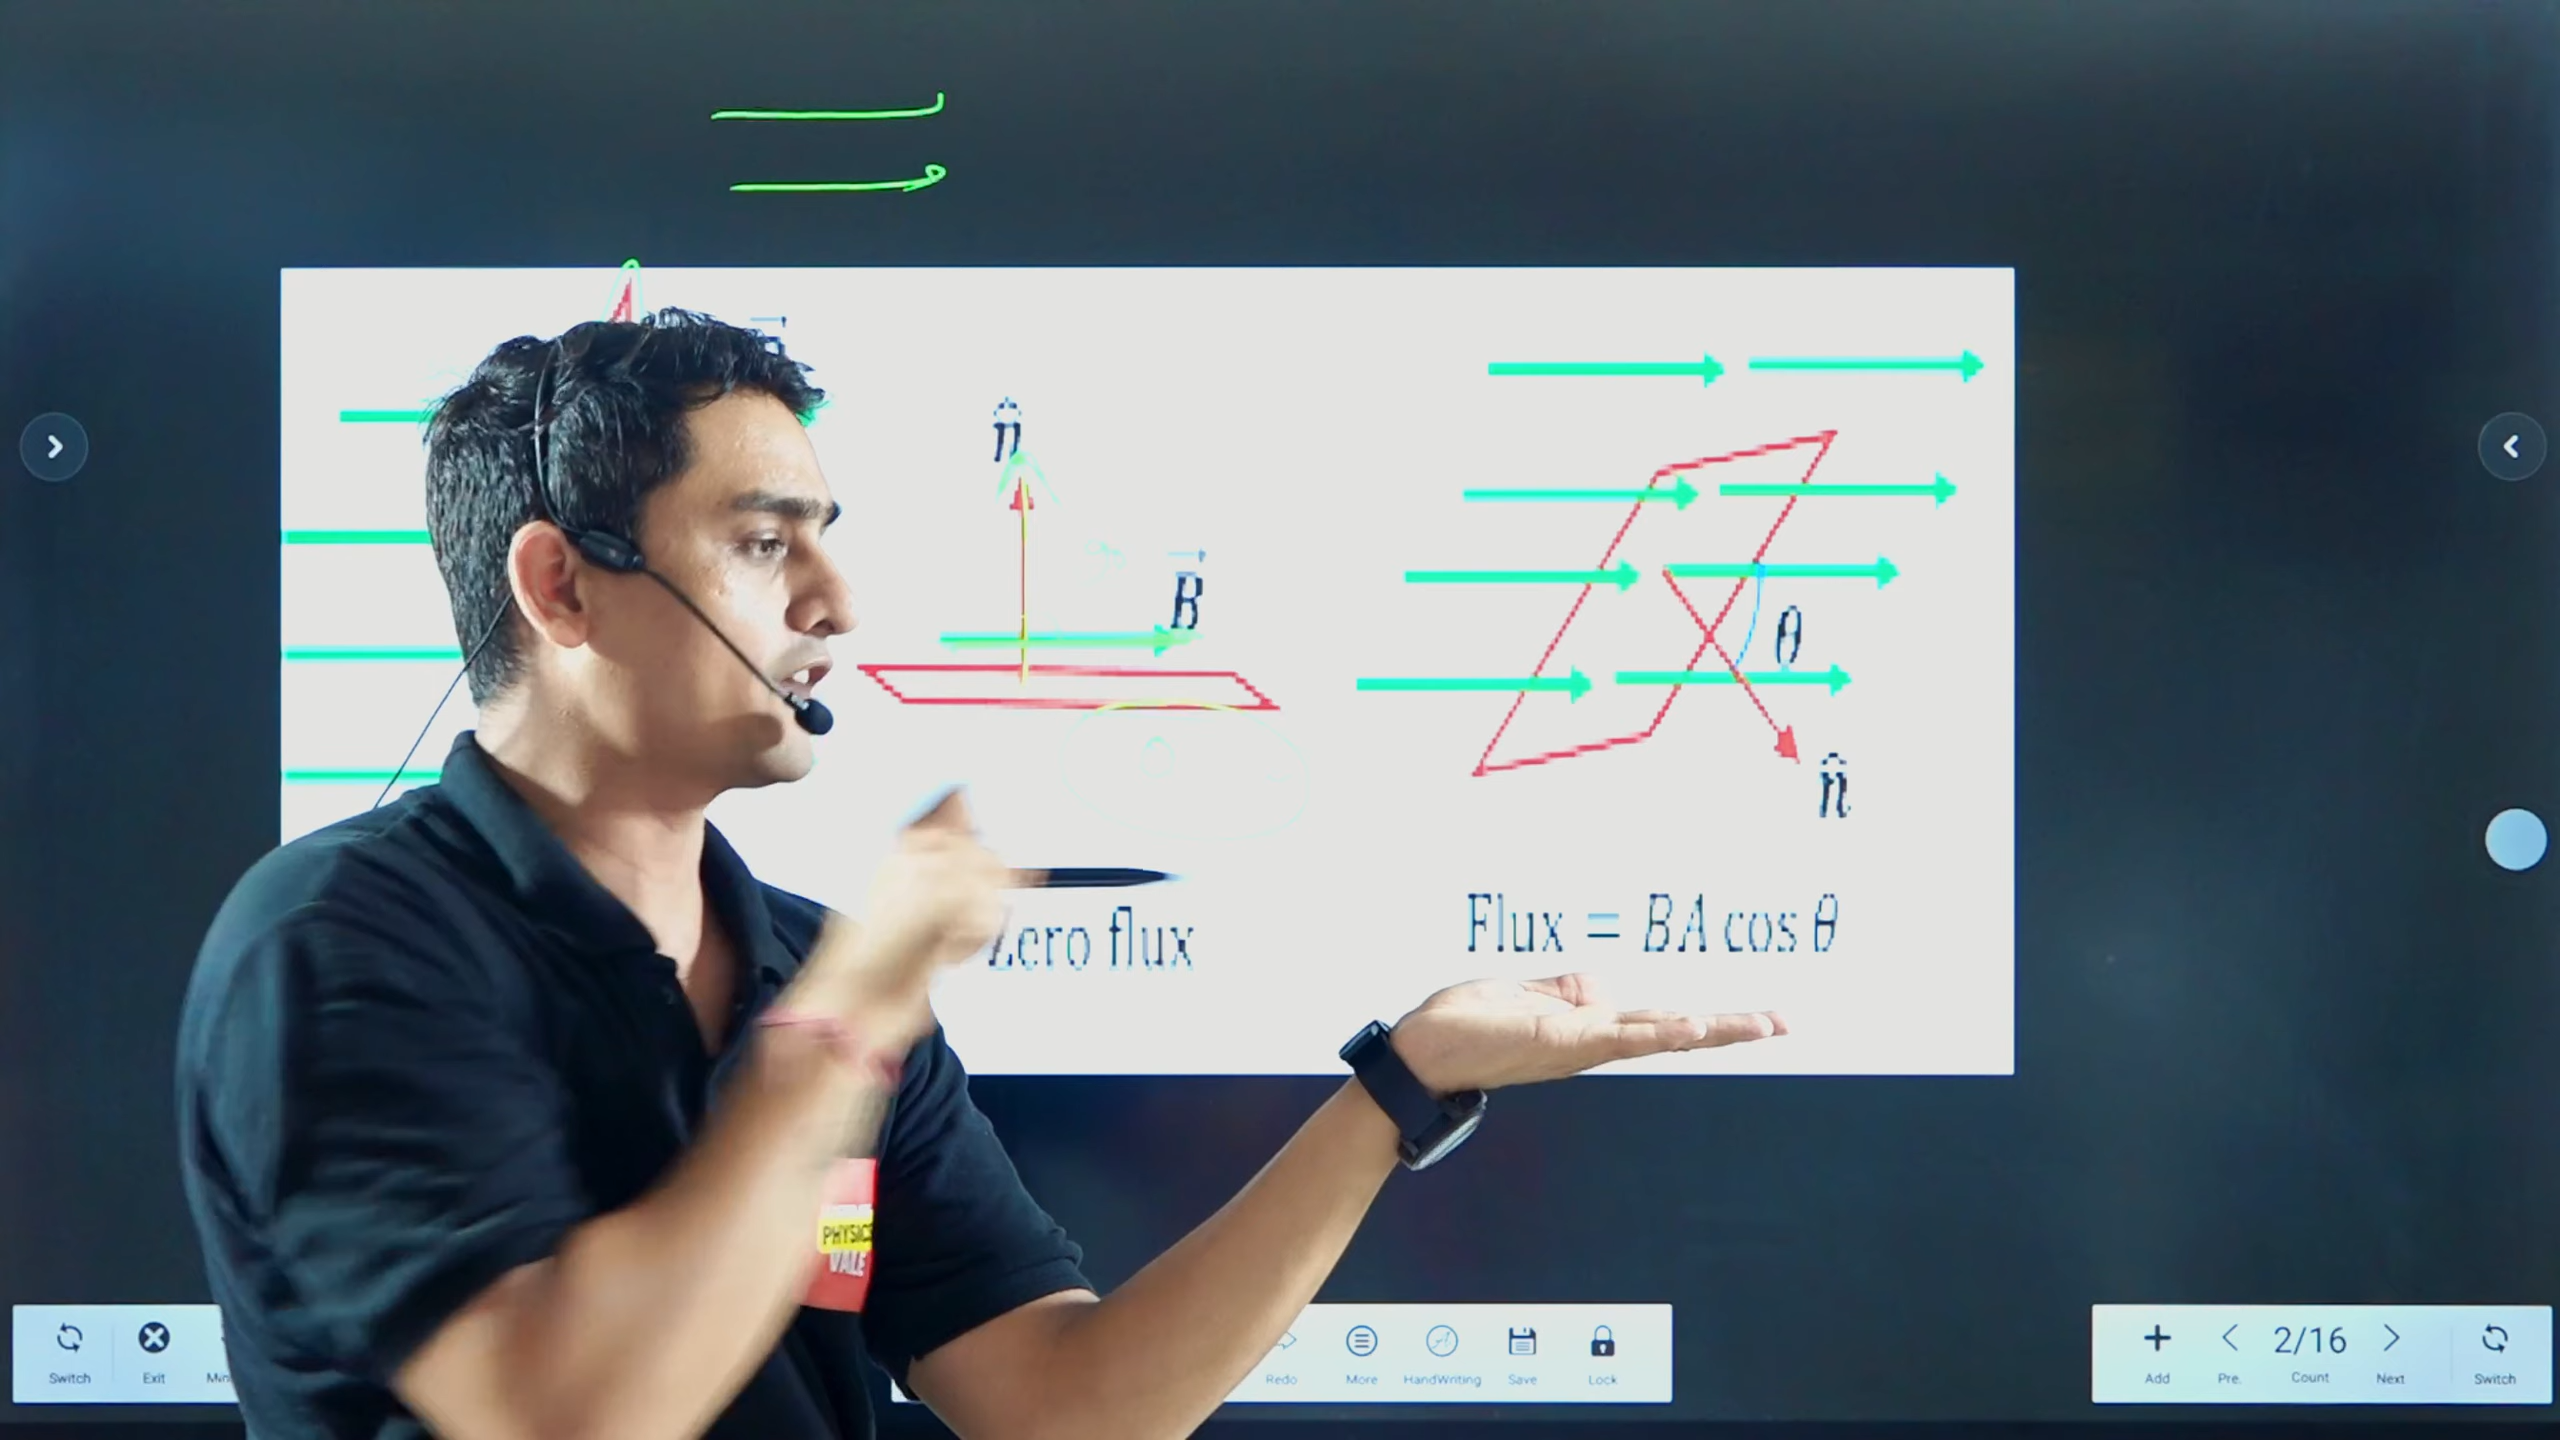 n̂
B⃗
θ
n̂
Zero flux
Flux = BA cos θ
PHYSICS
WALE
Switch
Exit
Redo
More
HandWriting
Save
Lock
Add
Pre.
2/16
Count
Next
Switch